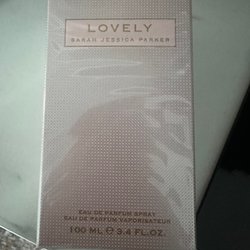 LOVELY
SARAH JESSICA PARKER
EAU DE PARFUM SPRAY
EAU DE PARFUM VAPORISATEUR
100 ML ℮ 3.4 FL.OZ.